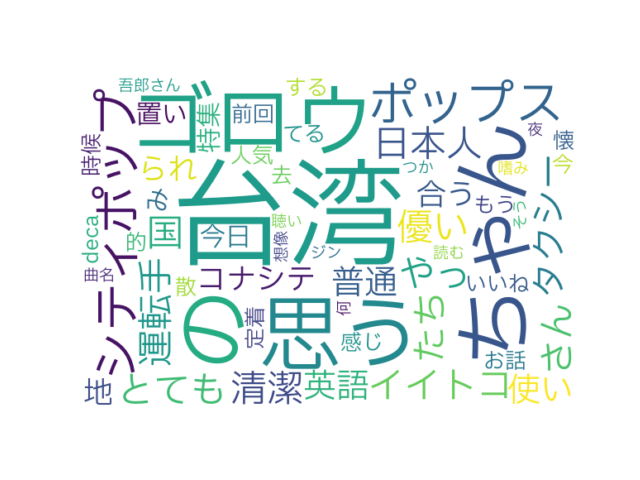 吾郎さん
する
ゴロウ
ポップス
置い
特集
前回
てる
日本人
夜
懐
時候
シティポップ
られ
人気
去
台湾
ちゃん
つか
嗜み
今
み
合う
もう
タクシー
deca
的
国
今日
聴い
想像
優い
そう
曲名
運転手
散
コナシテ
ジン
普通
やっ
読む
いいね
の
思う
定着
何
感じ
たち
お話
さん
地
とても
清潔
英語
イイトコ
使い